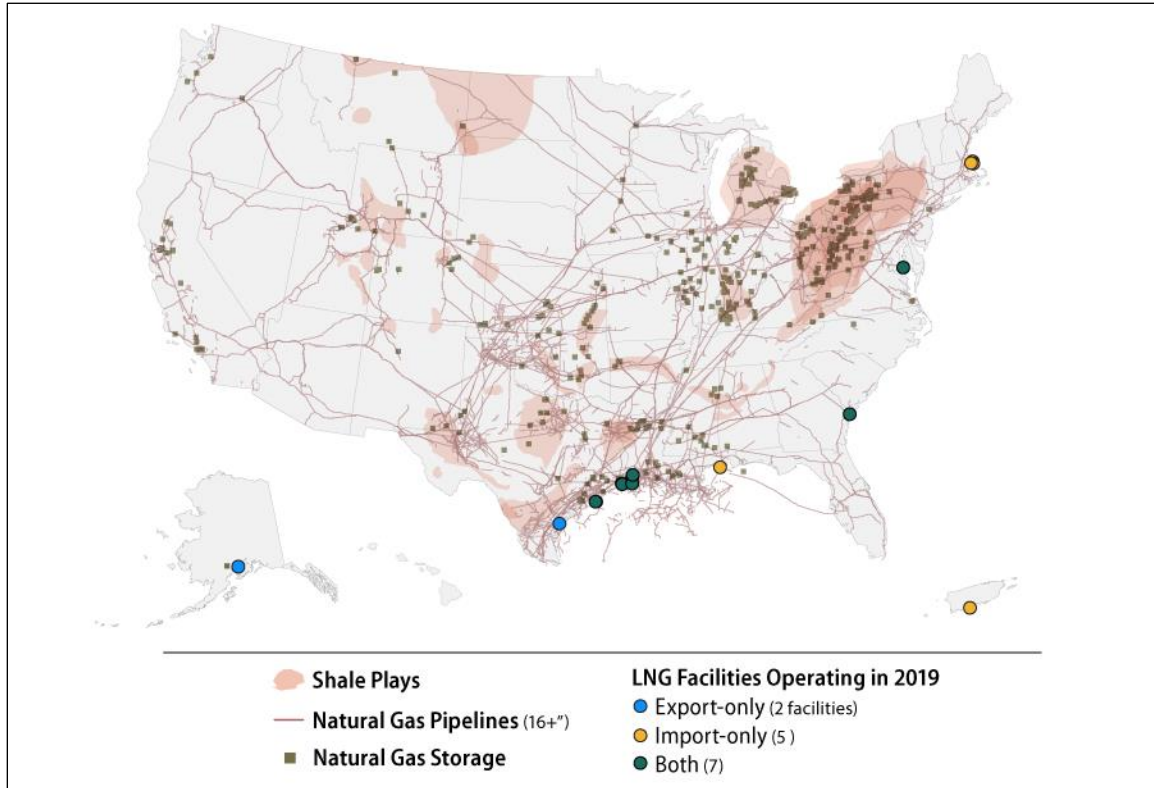 Shale Plays
Natural Gas Pipelines (16+”)
Natural Gas Storage
LNG Facilities Operating in 2019
Export-only (2 facilities)
Import-only (5 )
Both (7)